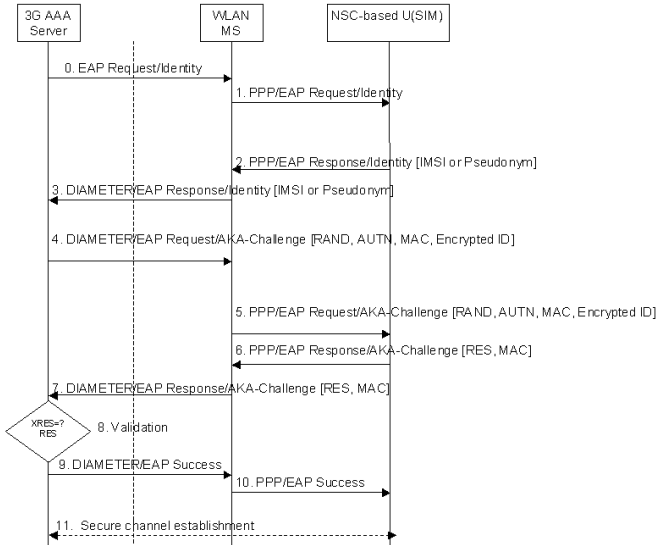 3G AAA
Server
WLAN
MS
NSC-based U(SIM)
0. EAP Request/Identity
1. PPP/EAP Request/Identity
2. PPP/EAP Response/Identity [IMSI or Pseudonym]
3. DIAMETER/EAP Response/Identity [IMSI or Pseudonym]
4. DIAMETER/EAP Request/AKA-Challenge [RAND, AUTN, MAC, Encrypted ID]
5. PPP/EAP Request/AKA-Challenge [RAND, AUTN, MAC, Encrypted ID]
6. PPP/EAP Response/AKA-Challenge [RES, MAC]
7. DIAMETER/EAP Response/AKA-Challenge [RES, MAC]
XRES=?
RES
8. Validation
9. DIAMETER/EAP Success
10. PPP/EAP Success
11. Secure channel establishment